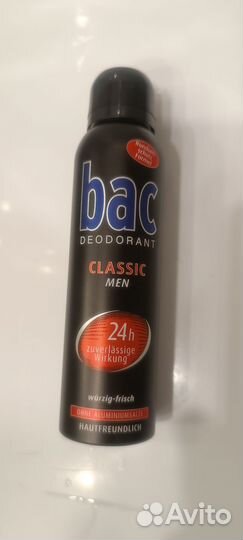 bac
DEODORANT
CLASSIC
MEN
24h
zuverlässige
Wirkung
würzig-frisch
OHNE ALUMINIUMSALZE
HAUTFREUNDLICH
Avito